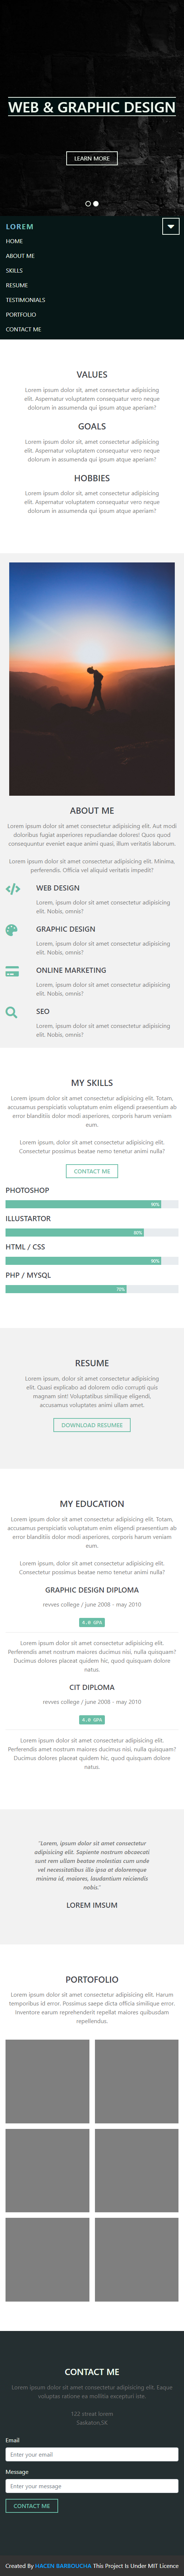 WEB & GRAPHIC DESIGN
LEARN MORE
LOREM
HOME
ABOUT ME
SKILLS
RESUME
TESTIMONIALS
PORTFOLIO
CONTACT ME
VALUES
Lorem ipsum dolor sit amet, consectetur adipisicing
elit. Aspernatur voluptatem consequatur vero neque
dolorum in assumenda qui ipsum atque aperiam?
GOALS
Lorem ipsum dolor sit amet, consectetur adipisicing
elit. Aspernatur voluptatem consequatur vero neque
dolorum in assumenda qui ipsum atque aperiam?
HOBBIES
Lorem ipsum dolor sit amet, consectetur adipisicing
elit. Aspernatur voluptatem consequatur vero neque
dolorum in assumenda qui ipsum atque aperiam?
ABOUT ME
Lorem ipsum dolor sit amet consectetur adipisicing elit. Aut modi
doloribus fugiat asperiores repudiandae dolores! Quos quod
consequuntur eveniet eaque animi quasi, illum veritatis laborum.
Lorem ipsum dolor sit amet consectetur adipisicing elit. Minima,
perferendis. Officia vel aliquid veritatis impedit?
WEB DESIGN
Lorem ipsum dolor sit amet consectetur adipisicing
elit. Nobis, omnis?
GRAPHIC DESIGN
Lorem ipsum dolor sit amet consectetur adipisicing
elit. Nobis, omnis?
ONLINE MARKETING
Lorem ipsum dolor sit amet consectetur adipisicing
elit. Nobis, omnis?
SEO
Lorem ipsum dolor sit amet consectetur adipisicing
elit. Nobis, omnis?
MY SKILLS
Lorem ipsum dolor sit amet consectetur adipisicing elit. Totam,
accusamus perspiciatis voluptatum enim eligendi praesentium ab
error blanditiis dolor modi asperiores, corporis harum veniam
eum.
Lorem ipsum, dolor sit amet consectetur adipisicing elit.
Consectetur possimus beatae nemo tenetur animi nulla?
CONTACT ME
PHOTOSHOP
90%
ILLUSTARTOR
80%
HTML / CSS
90%
PHP / MYSQL
70%
RESUME
Lorem ipsum dolor sit amet, consectetur adipisicing
elit. Quasi explicabo ad dolorem odio corrupti quis
magnam sint! Voluptatibus similique eligendi,
accusamus voluptates animi ullam amet.
DOWNLOAD RESUMEE
MY EDUCATION
Lorem ipsum dolor sit amet consectetur adipisicing elit. Totam,
accusamus perspiciatis voluptatum enim eligendi praesentium ab
error blanditiis dolor modi asperiores, corporis harum veniam
eum.
Lorem ipsum, dolor sit amet consectetur adipisicing elit.
Consectetur possimus beatae nemo tenetur animi nulla?
GRAPHIC DESIGN DIPLOMA
revves college / june 2008 - may 2010
4.0 GPA
Lorem ipsum dolor sit amet consectetur, adipisicing elit.
Perferendis amet nostrum maiores ducimus nisi, nulla quisquam?
Ducimus dolores placeat quidem hic, quod quisquam dolore
natus.
CIT DIPLOMA
revves college / june 2008 - may 2010
4.0 GPA
Lorem ipsum dolor sit amet consectetur, adipisicing elit.
Perferendis amet nostrum maiores ducimus nisi, nulla quisquam?
Ducimus dolores placeat quidem hic, quod quisquam dolore
natus.
"Lorem, ipsum dolor sit amet consectetur
adipisicing elit. Sapiente nostrum obcaecati
sunt rem ullam beatae molestias cum unde
vel necessitatibus illo ipsa at doloremque
minima id, maiores, laudantium reiciendis
nobis."
LOREM IMSUM
PORTOFOLIO
Lorem ipsum dolor sit amet consectetur adipisicing elit. Harum
temporibus id error. Possimus saepe dicta officia similique error.
Inventore earum reprehenderit repellat maiores quibusdam
repellendus.
CONTACT ME
Lorem ipsum dolor sit amet consectetur adipisicing elit. Eaque
voluptas ratione ea mollitia excepturi iste.
122 streat lorem
Saskaton,SK
Email
Enter your email
Message
Enter your message
CONTACT ME
Created By HACEN BARBOUCHA This Project Is Under MIT Licence